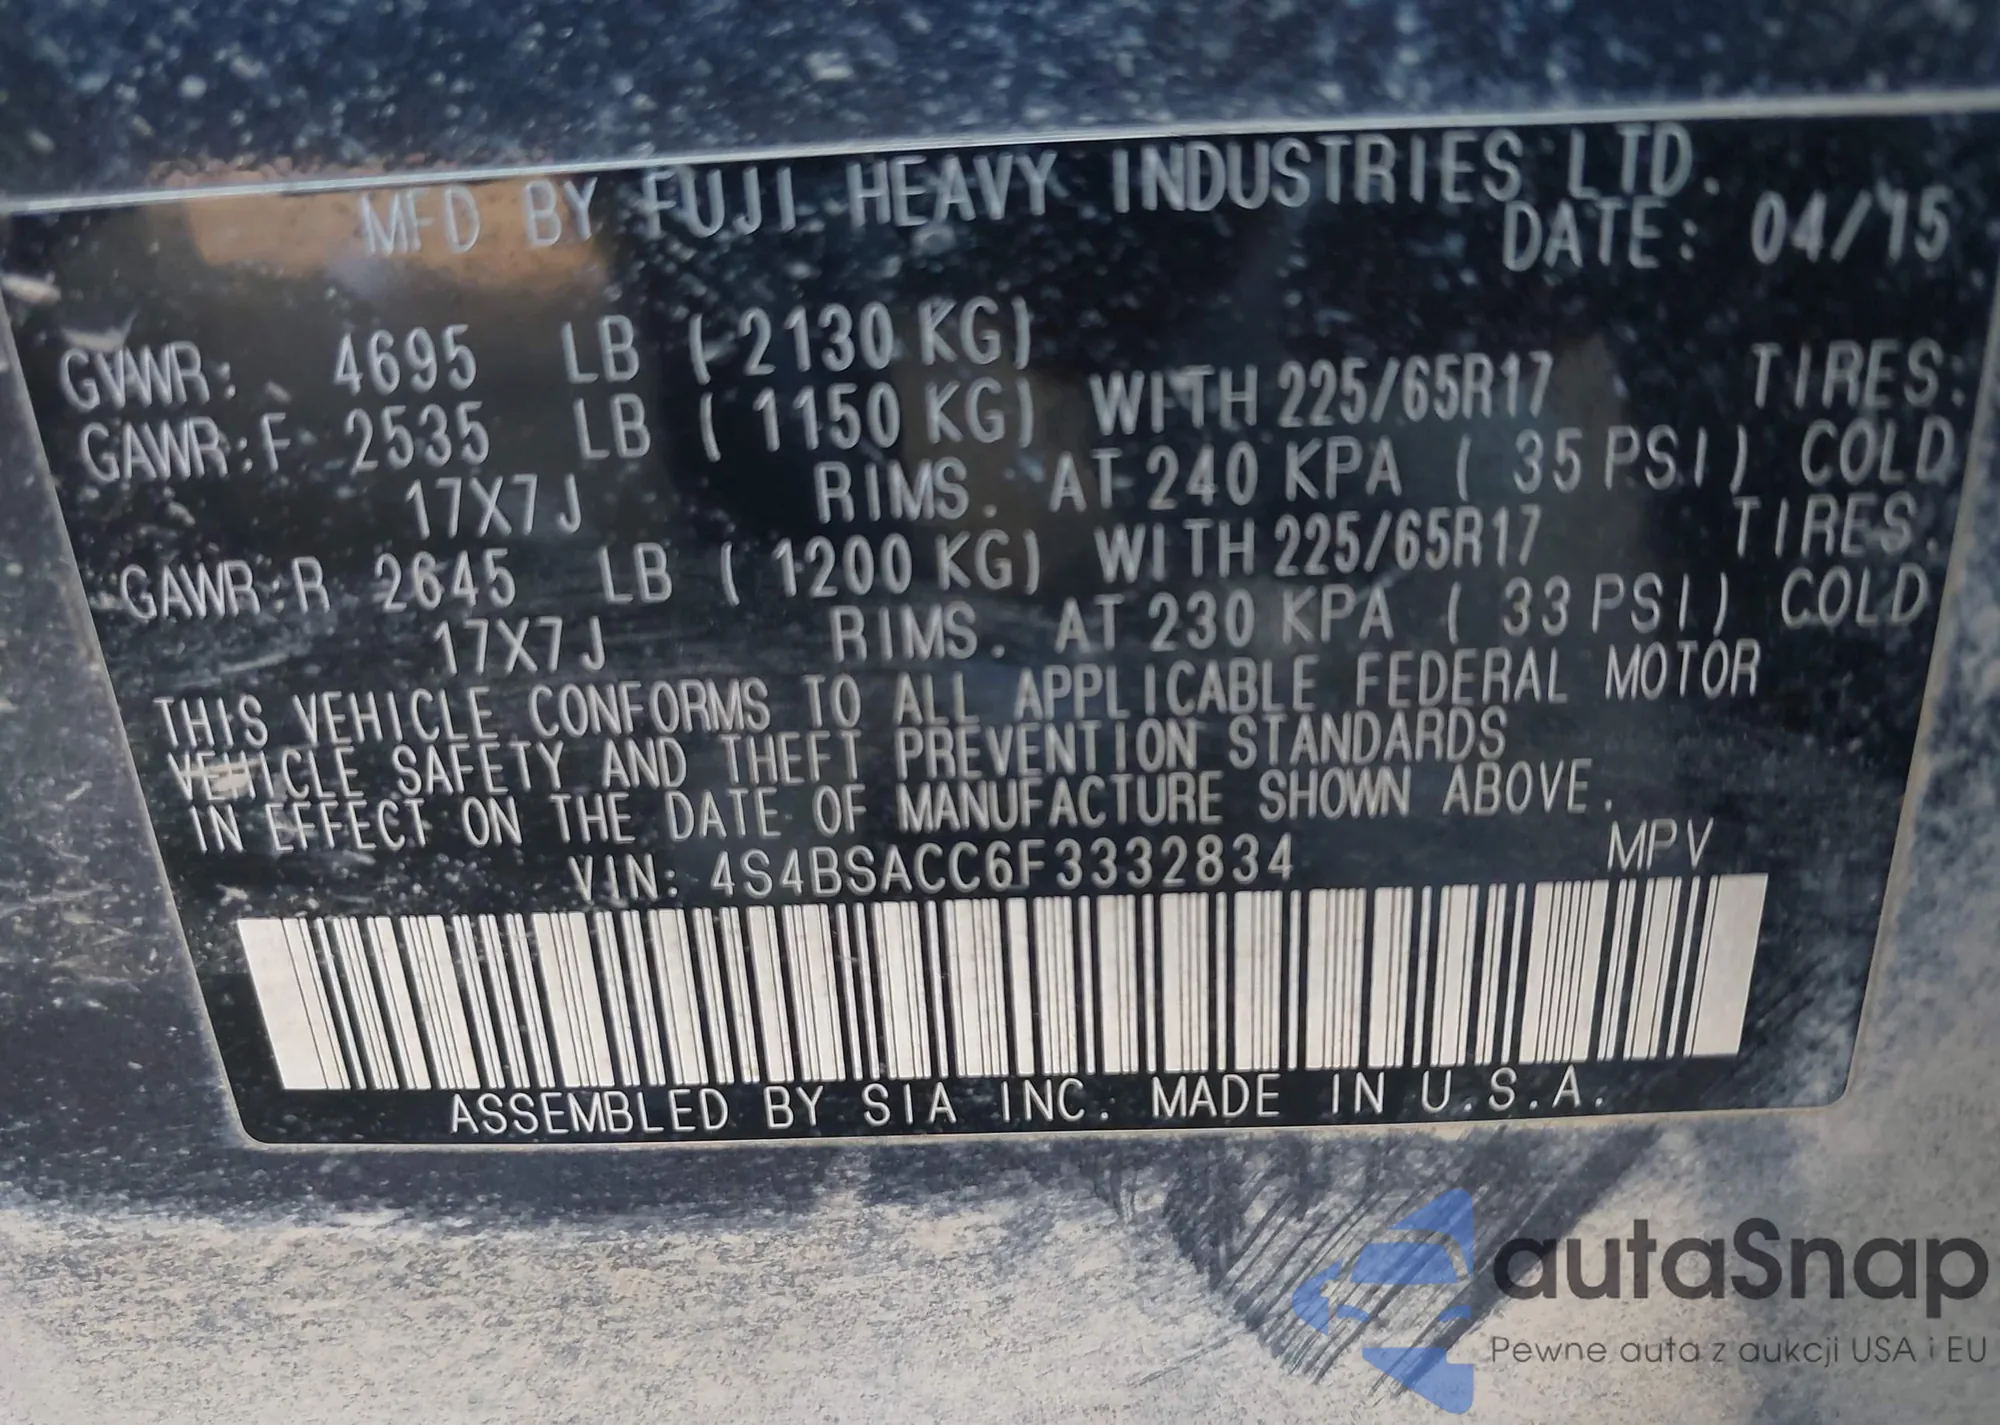 MFD BY FUJI HEAVY INDUSTRIES LTD.
DATE: 04/15
GVWR: 4695 LB ( 2130 KG)
GAWR:F 2535 LB ( 1150 KG) WITH 225/65R17 TIRES:
17X7J RIMS. AT 240 KPA ( 35 PSI) COLD
GAWR:R 2645 LB ( 1200 KG) WITH 225/65R17 TIRES.
17X7J RIMS. AT 230 KPA ( 33 PSI) COLD
THIS VEHICLE CONFORMS TO ALL APPLICABLE FEDERAL MOTOR
VEHICLE SAFETY AND THEFT PREVENTION STANDARDS
IN EFFECT ON THE DATE OF MANUFACTURE SHOWN ABOVE.
VIN: 4S4BSACC6F3332834 MPV
ASSEMBLED BY SIA INC. MADE IN U.S.A.
autaSnap
Pewne auta z aukcji USA i EU